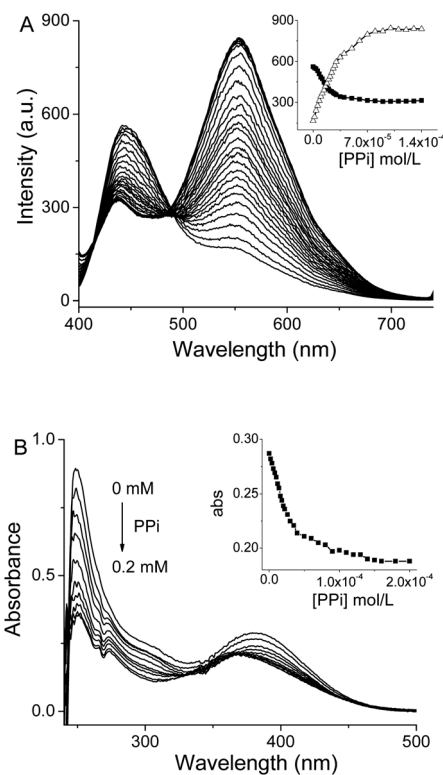 A
900
600
300
0
Intensity (a.u.)
400 500 600 700
Wavelength (nm)
900
600
300
0.0 7.0x10⁻⁵ 1.4x10⁻⁴
[PPi] mol/L
B
1.0
0.5
0.0
Absorbance
0 mM
PPi
0.2 mM
300 400 500
Wavelength (nm)
0.30
0.25
0.20
abs
0.0 1.0x10⁻⁴ 2.0x10⁻⁴
[PPi] mol/L